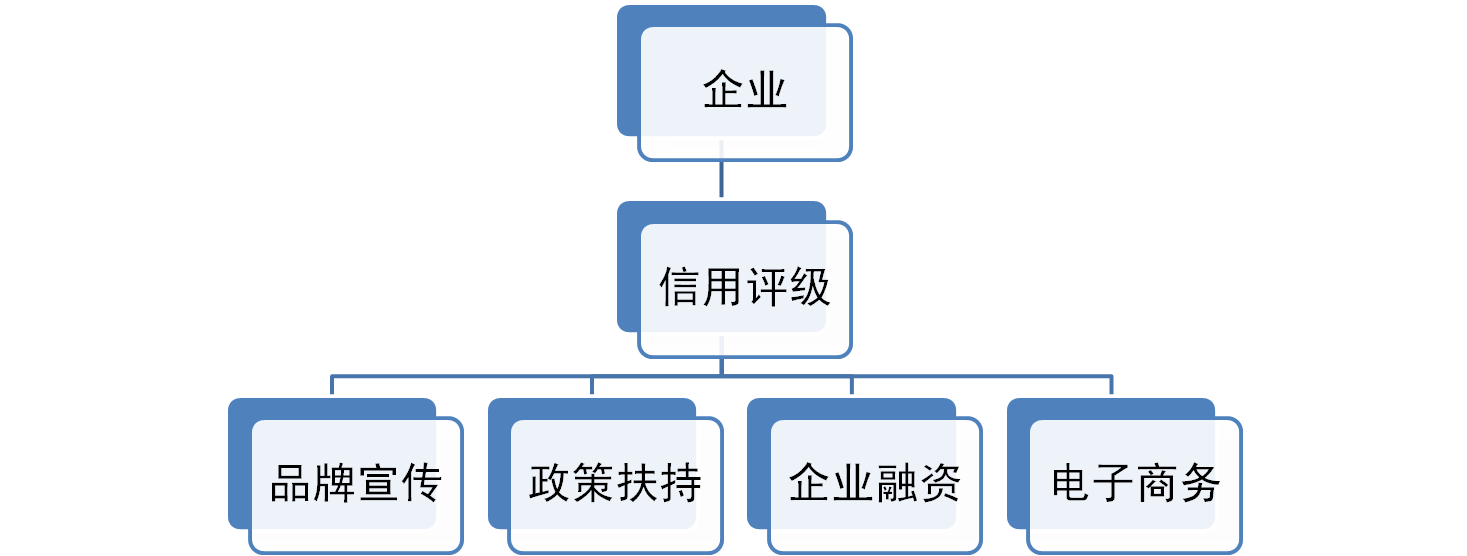 企业
信用评级
品牌宣传
政策扶持
企业融资
电子商务